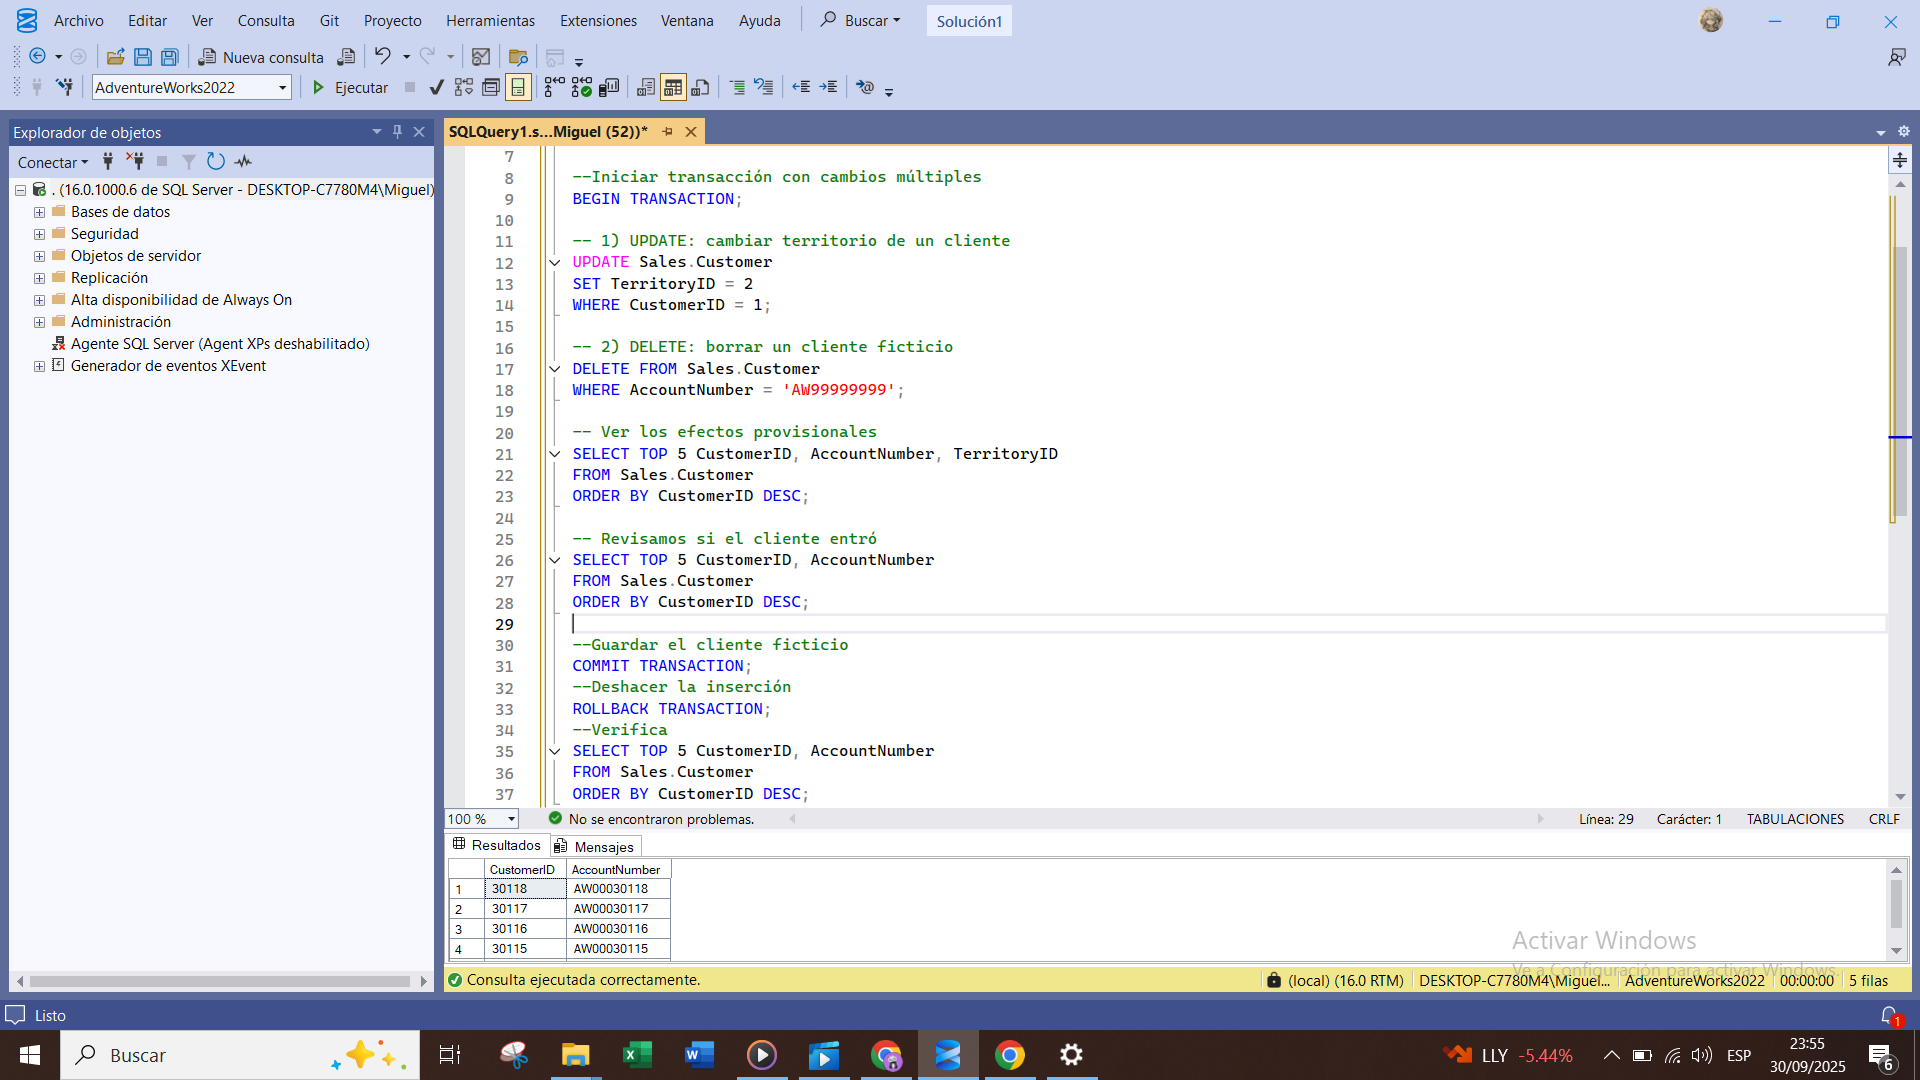 Archivo Editar Ver Consulta Git Proyecto Herramientas Extensiones Ventana Ayuda Buscar Solución1
Nueva consulta
AdventureWorks2022 Ejecutar
Explorador de objetos
Conectar
. (16.0.1000.6 de SQL Server - DESKTOP-C7780M4\Miguel)
Bases de datos
Seguridad
Objetos de servidor
Replicación
Alta disponibilidad de Always On
Administración
Agente SQL Server (Agent XPs deshabilitado)
Generador de eventos XEvent
SQLQuery1.s...Miguel (52))*
7
8 --Iniciar transacción con cambios múltiples
9 BEGIN TRANSACTION;
10
11 -- 1) UPDATE: cambiar territorio de un cliente
12 UPDATE Sales.Customer
13 SET TerritoryID = 2
14 WHERE CustomerID = 1;
15
16 -- 2) DELETE: borrar un cliente ficticio
17 DELETE FROM Sales.Customer
18 WHERE AccountNumber = 'AW99999999';
19
20 -- Ver los efectos provisionales
21 SELECT TOP 5 CustomerID, AccountNumber, TerritoryID
22 FROM Sales.Customer
23 ORDER BY CustomerID DESC;
24
25 -- Revisamos si el cliente entró
26 SELECT TOP 5 CustomerID, AccountNumber
27 FROM Sales.Customer
28 ORDER BY CustomerID DESC;
29
30 --Guardar el cliente ficticio
31 COMMIT TRANSACTION;
32 --Deshacer la inserción
33 ROLLBACK TRANSACTION;
34 --Verifica
35 SELECT TOP 5 CustomerID, AccountNumber
36 FROM Sales.Customer
37 ORDER BY CustomerID DESC;
100 % No se encontraron problemas. Línea: 29 Carácter: 1 TABULACIONES CRLF
Resultados Mensajes
CustomerID AccountNumber
1 30118 AW00030118
2 30117 AW00030117
3 30116 AW00030116
4 30115 AW00030115
Activar Windows
Ve a Configuración para activar Windows.
Consulta ejecutada correctamente. (local) (16.0 RTM) DESKTOP-C7780M4\Miguel... AdventureWorks2022 00:00:00 5 filas
Listo 1
Buscar LLY -5.44% ESP 23:55
30/09/2025 6